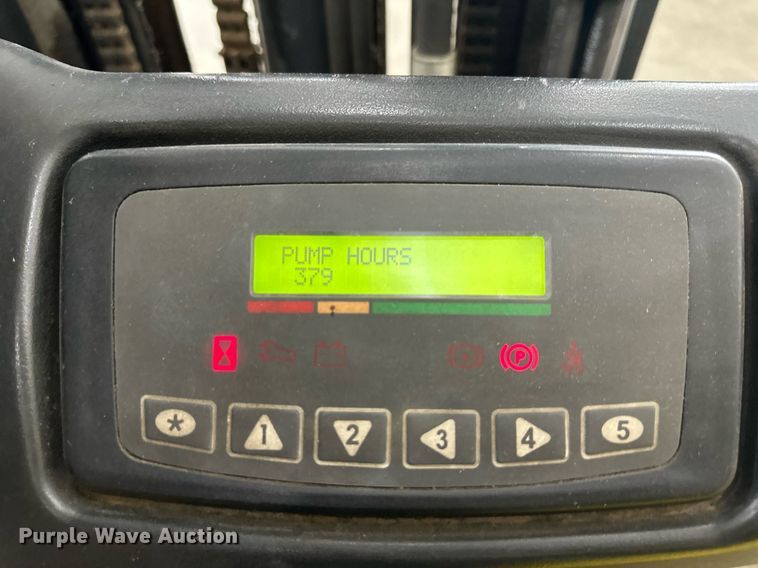 PUMP HOURS
379
(P)
* 1 2 3 4 5
Purple Wave Auction®